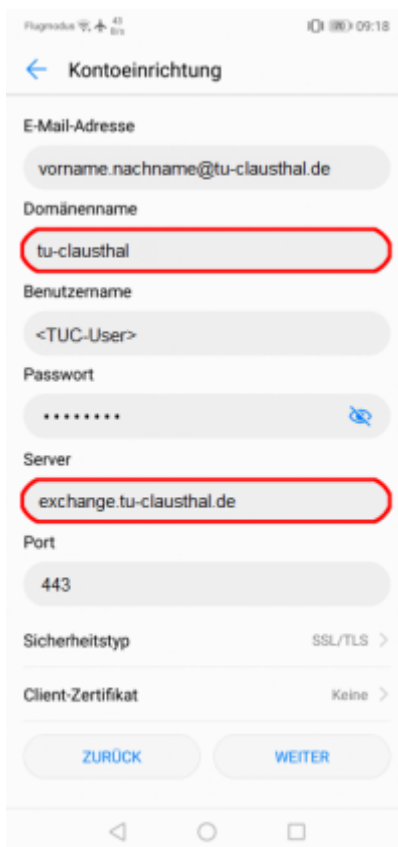 Flugmodus 43 B/s 09:18
Kontoeinrichtung
E-Mail-Adresse
vorname.nachname@tu-clausthal.de
Domänenname
tu-clausthal
Benutzername
<TUC-User>
Passwort
••••••••
Server
exchange.tu-clausthal.de
Port
443
Sicherheitstyp SSL/TLS >
Client-Zertifikat Keine >
ZURÜCK WEITER